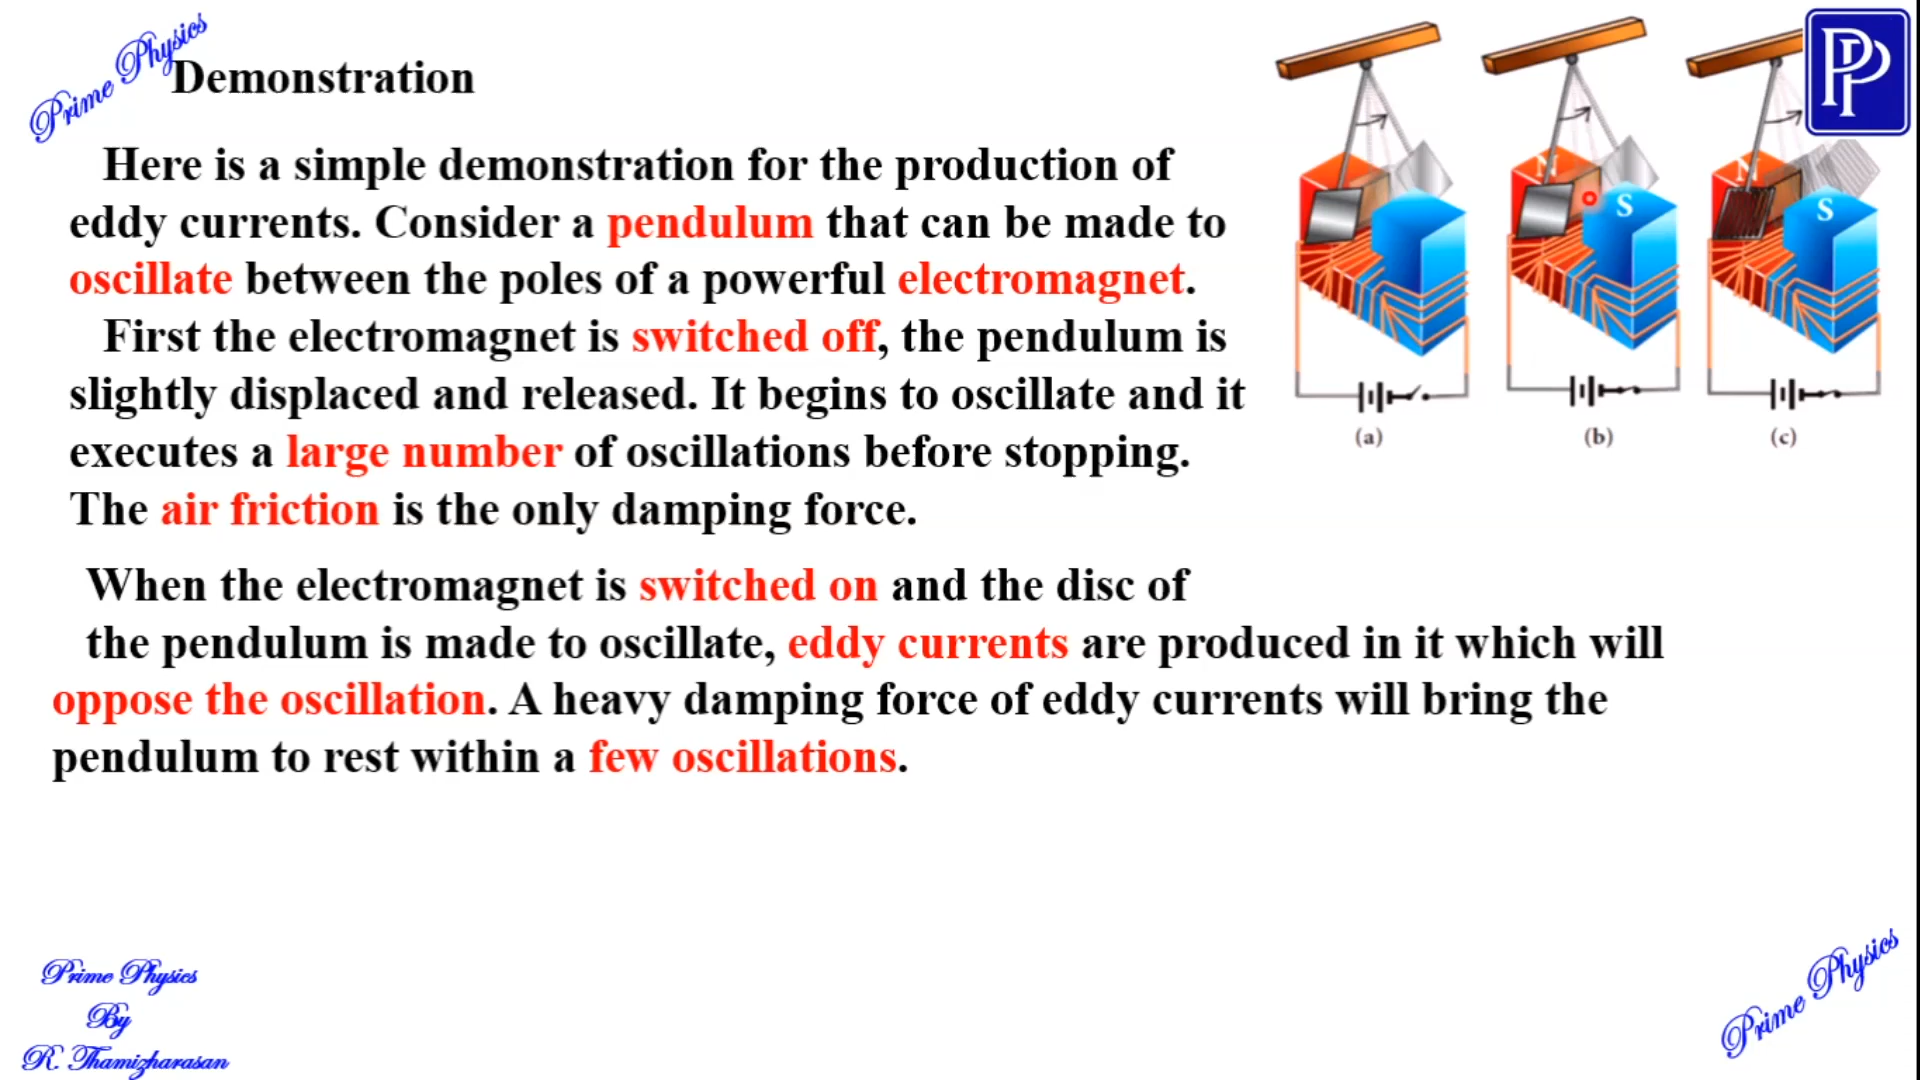 Prime Physics
Demonstration
Here is a simple demonstration for the production of
eddy currents. Consider a pendulum that can be made to
oscillate between the poles of a powerful electromagnet.
First the electromagnet is switched off, the pendulum is
slightly displaced and released. It begins to oscillate and it
executes a large number of oscillations before stopping.
The air friction is the only damping force.
When the electromagnet is switched on and the disc of
the pendulum is made to oscillate, eddy currents are produced in it which will
oppose the oscillation. A heavy damping force of eddy currents will bring the
pendulum to rest within a few oscillations.
PP
N
S
N
S
(a)
(b)
(c)
Prime Physics
By
R. Thamizharasan
Prime Physics